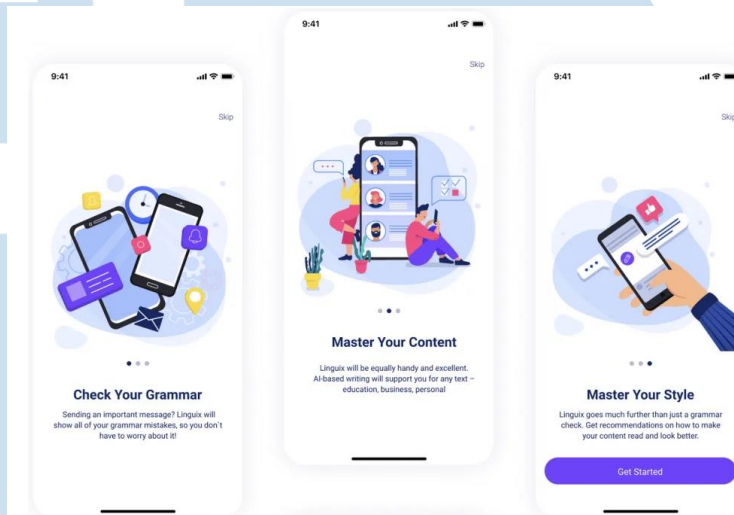 9:41
Skip
Check Your Grammar
Sending an important message? Linguix will
show all of your grammar mistakes, so you don`t
have to worry about it!
9:41
Skip
Master Your Content
Linguix will be equally handy and excellent.
AI-based writing will support you for any text –
education, business, personal
9:41
Skip
Master Your Style
Linguix goes much further than just a grammar
check. Get recommendations on how to make
your content read and look better.
Get Started